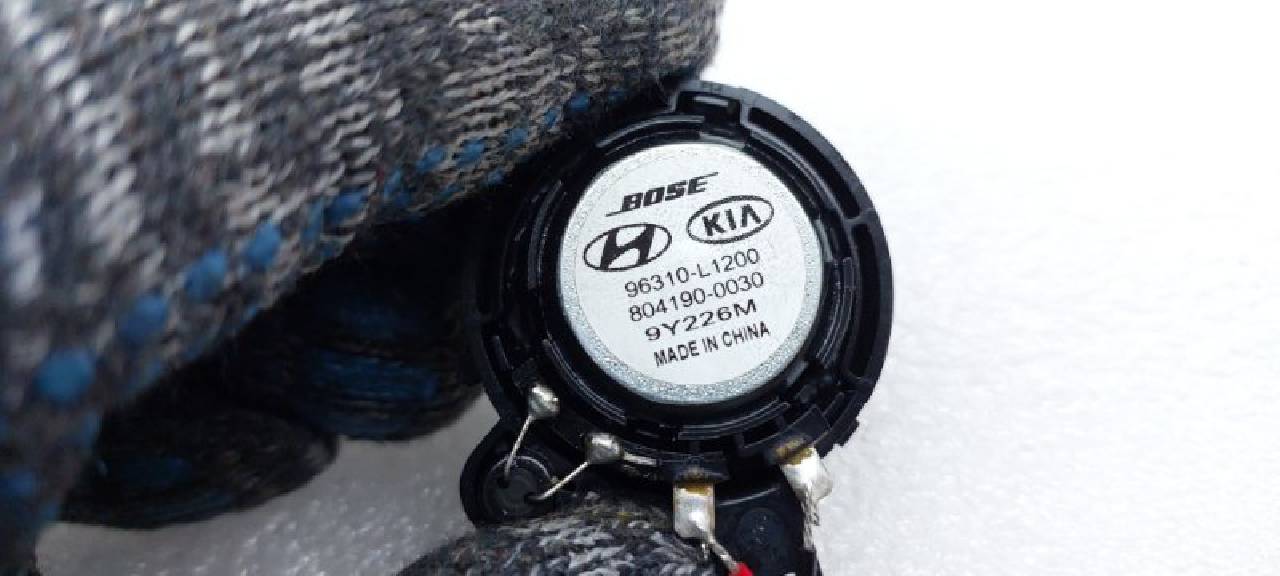 BOSE
H KIA
96310-L1200
804190-0030
9Y226M
MADE IN CHINA